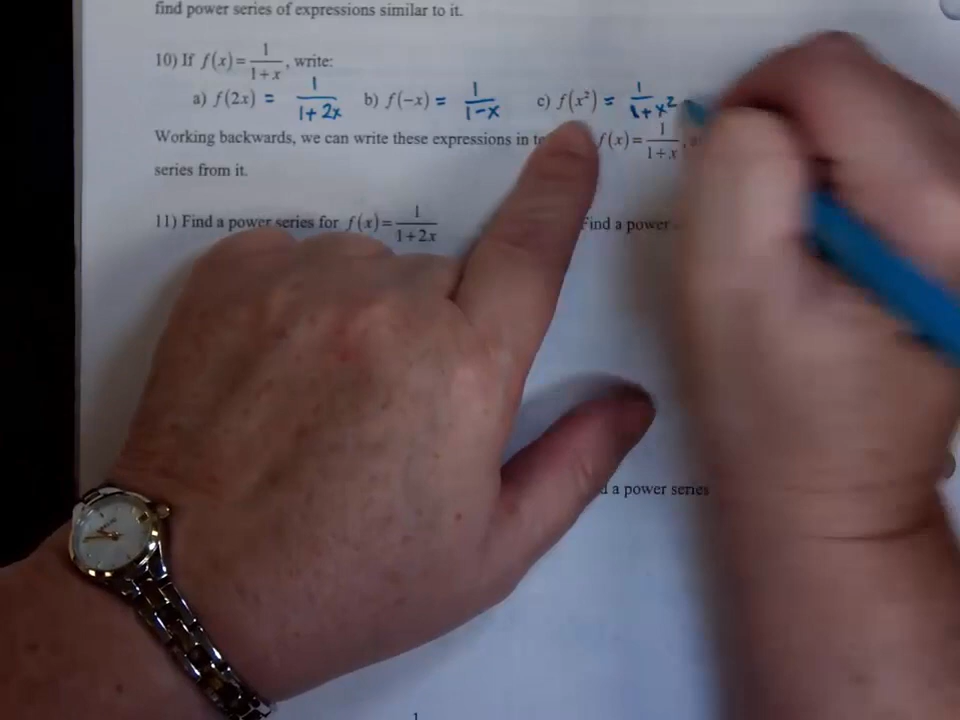 find power series of expressions similar to it.
10) If f(x) = 1/(1+x), write:
a) f(2x) = 1/(1+2x) b) f(−x) = 1/(1−x) c) f(x²) = 1/(1+x²)
Working backwards, we can write these expressions in f(x) = 1/(1+x),
series from it.
11) Find a power series for f(x) = 1/(1+2x) Find a power
a power series
1